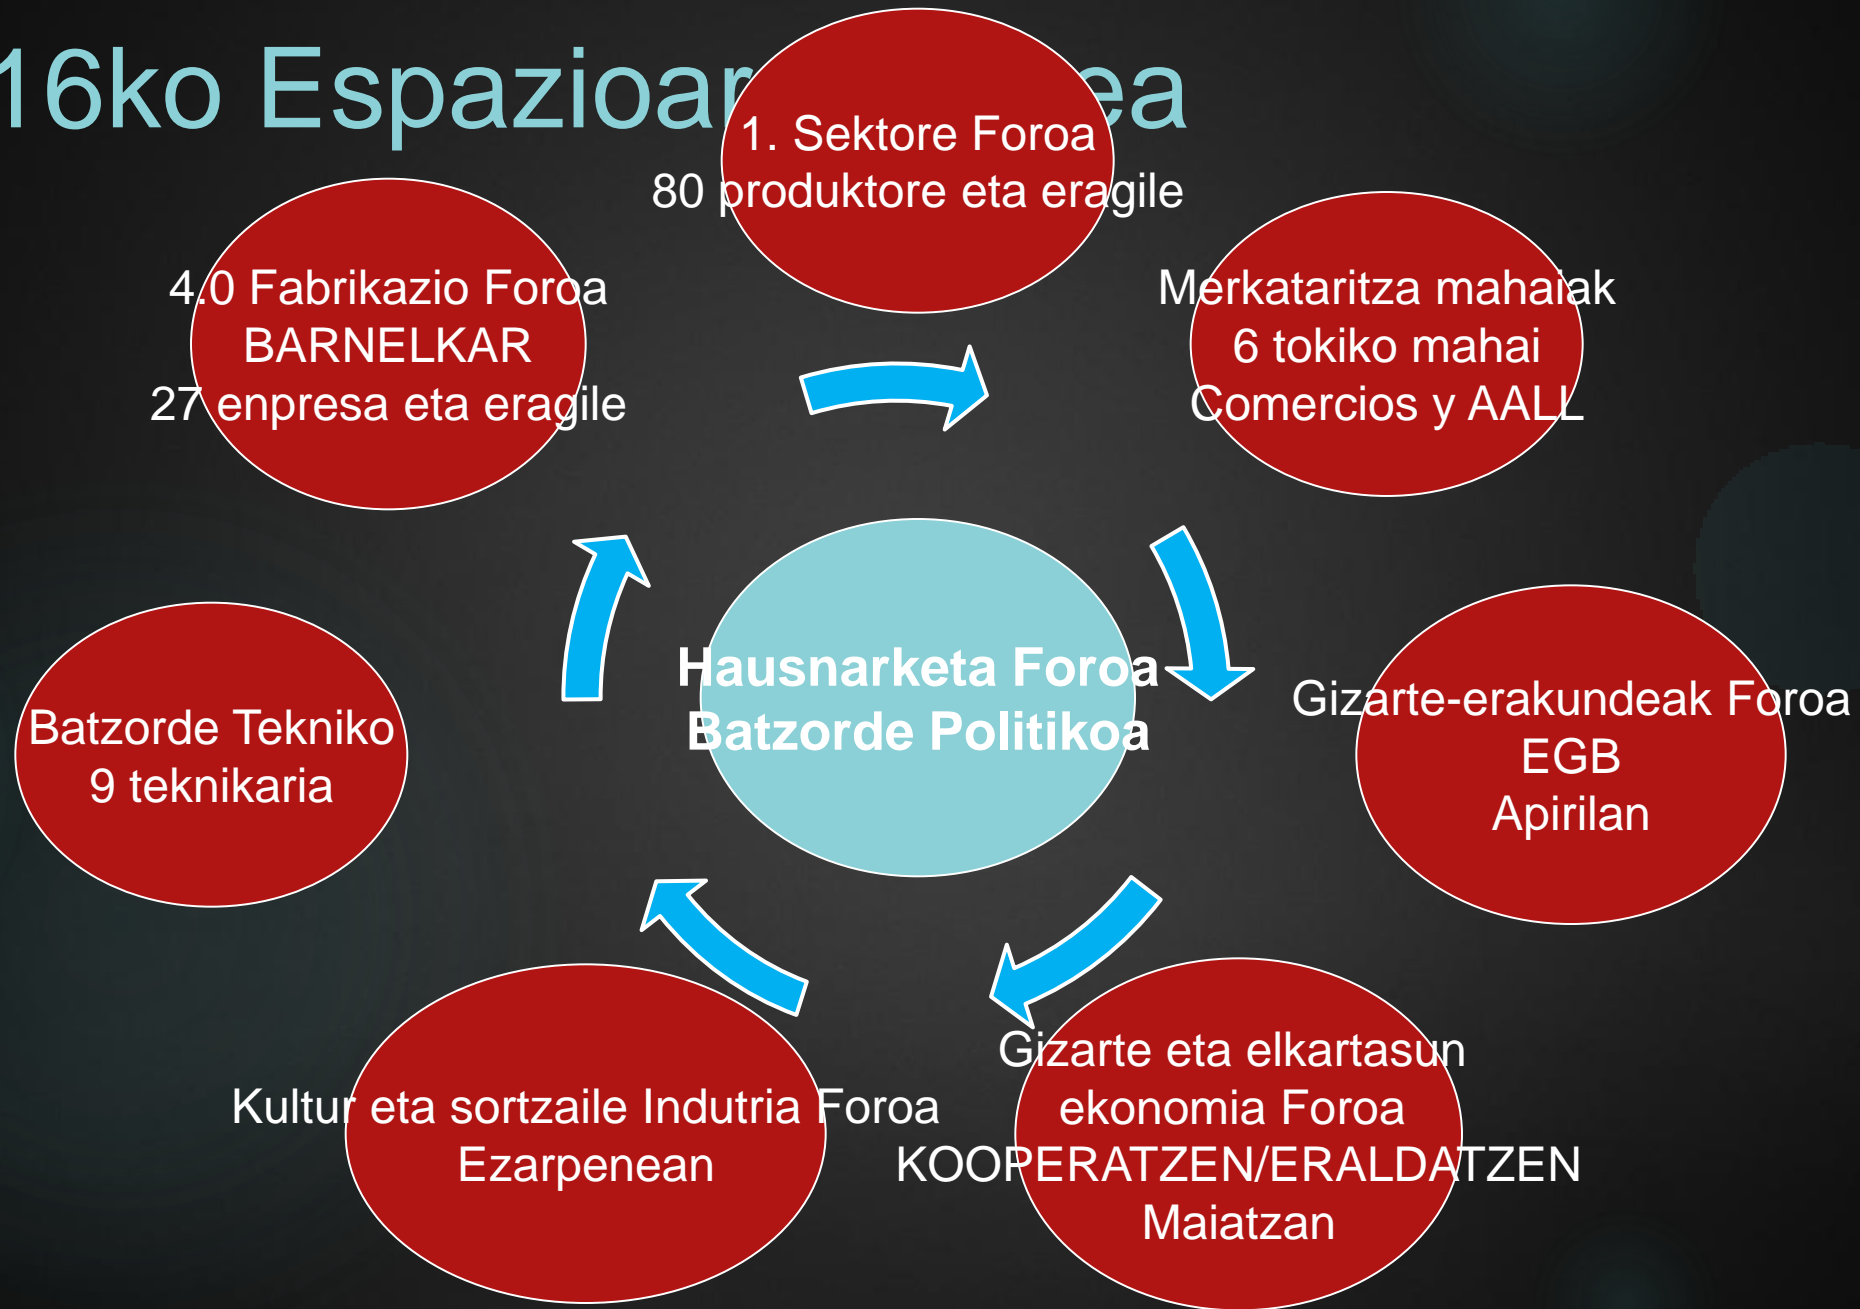 16ko Espazioar ea
1. Sektore Foroa
80 produktore eta eragile
Merkataritza mahaiak
6 tokiko mahai
Comercios y AALL
Gizarte-erakundeak Foroa
EGB
Apirilan
Gizarte eta elkartasun
ekonomia Foroa
KOOPERATZEN/ERALDATZEN
Maiatzan
Kultur eta sortzaile Indutria Foroa
Ezarpenean
Batzorde Tekniko
9 teknikaria
4.0 Fabrikazio Foroa
BARNELKAR
27 enpresa eta eragile
Hausnarketa Foroa
Batzorde Politikoa